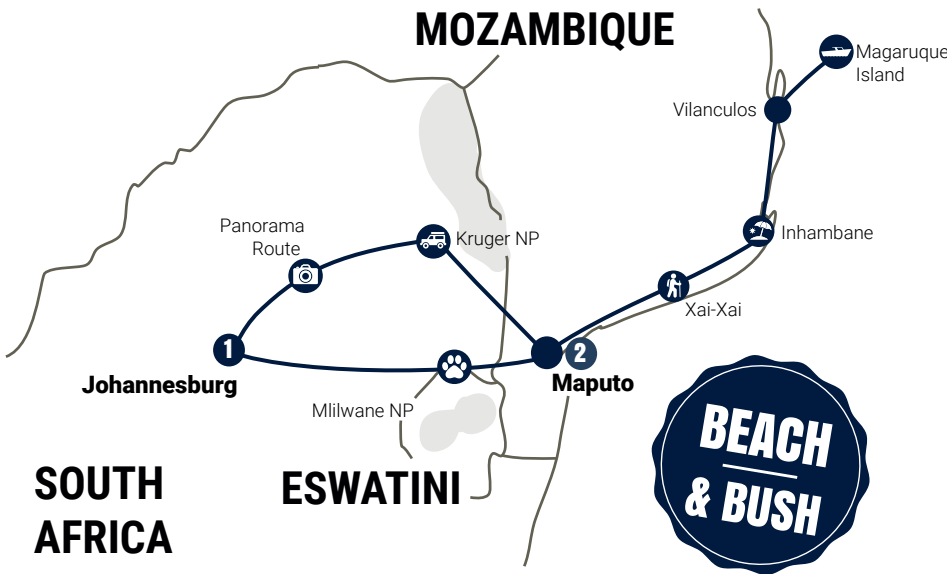 MOZAMBIQUE
Magaruque
Island
Vilanculos
Panorama
Route
Kruger NP
Inhambane
Xai-Xai
1
2
Johannesburg
Maputo
Mlilwane NP
BEACH
& BUSH
SOUTH
AFRICA
ESWATINI